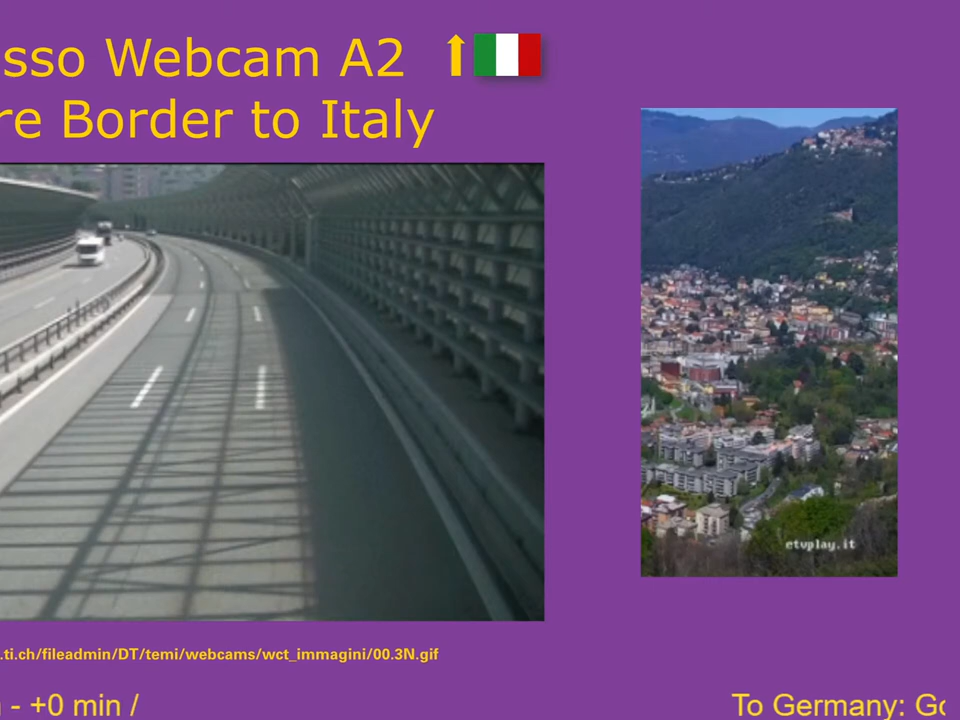 sso Webcam A2
re Border to Italy
etvplay.it
.ti.ch/fileadmin/DT/temi/webcams/wct_immagini/00.3N.gif
- +0 min /
To Germany: Go